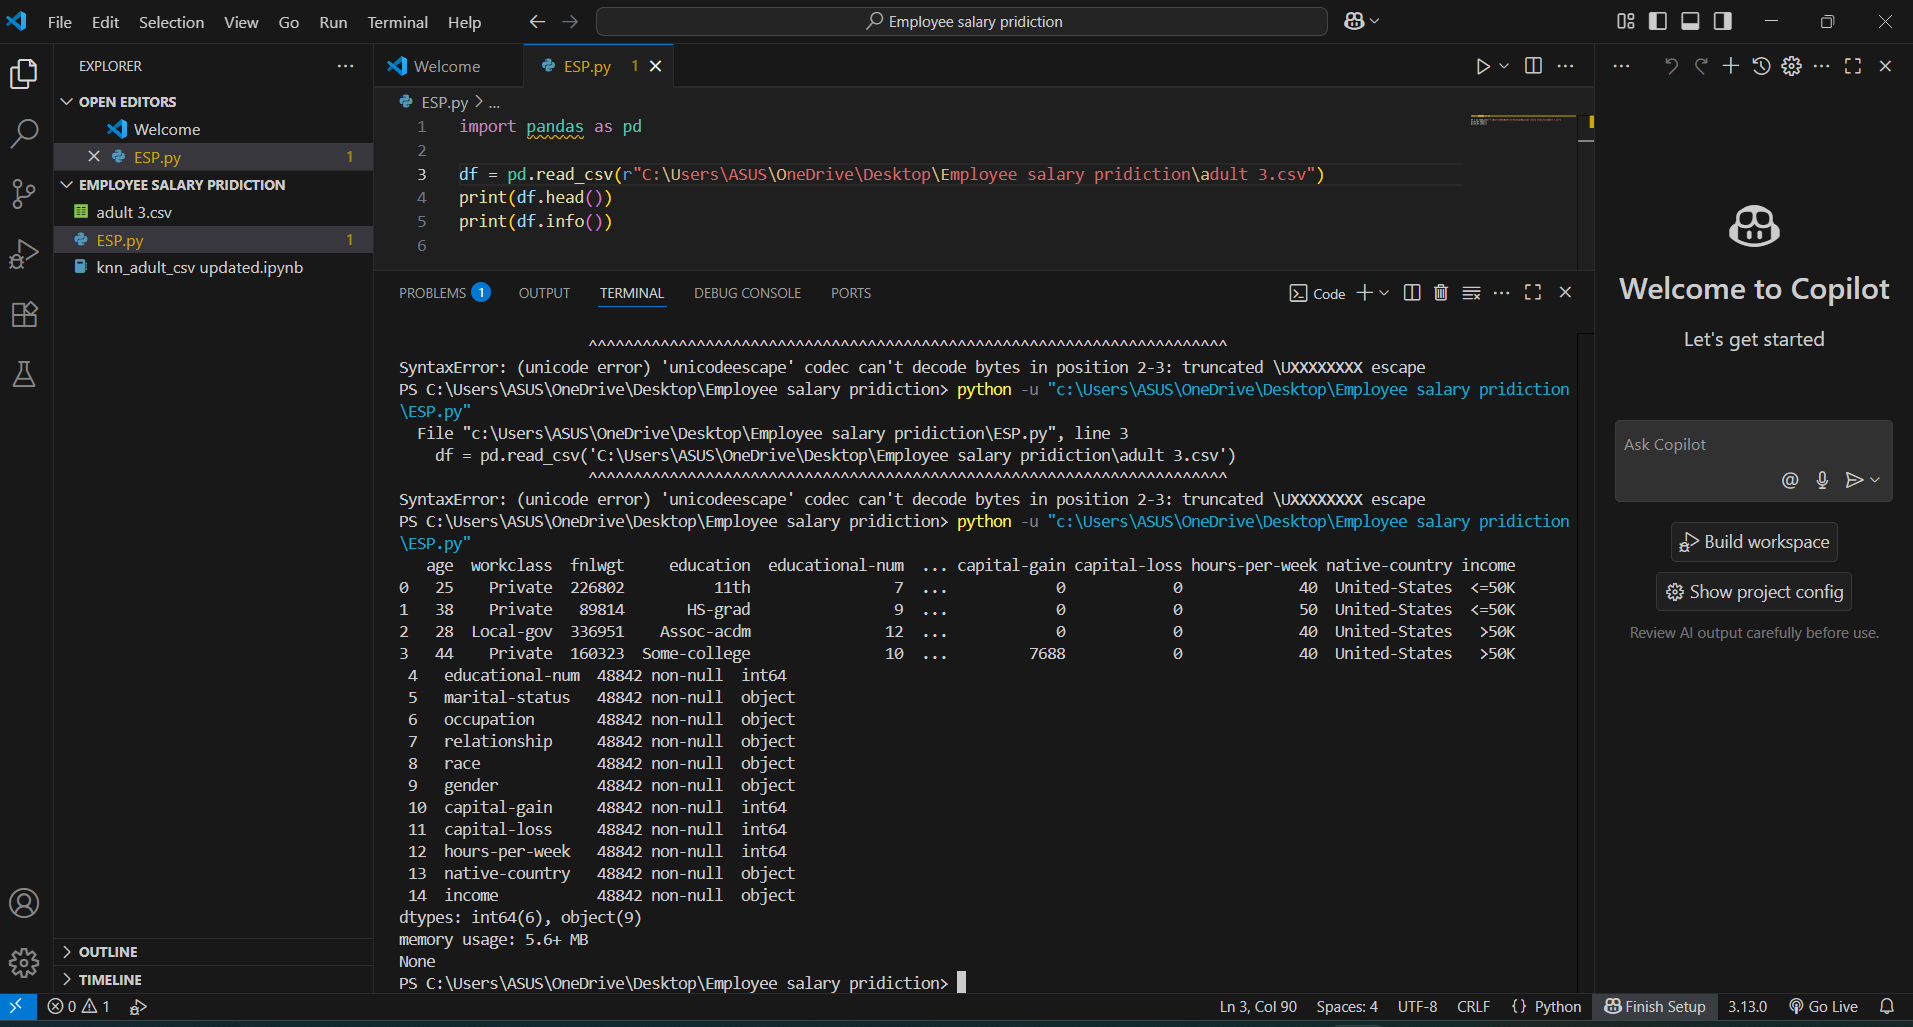 File Edit Selection View Go Run Terminal Help
Employee salary pridiction
EXPLORER
OPEN EDITORS
Welcome
ESP.py 1
EMPLOYEE SALARY PRIDICTION
adult 3.csv
ESP.py 1
knn_adult_csv updated.ipynb
OUTLINE
TIMELINE
Welcome
ESP.py 1
ESP.py > ...
1 import pandas as pd
2
3 df = pd.read_csv(r"C:\Users\ASUS\OneDrive\Desktop\Employee salary pridiction\adult 3.csv")
4 print(df.head())
5 print(df.info())
6
PROBLEMS 1 OUTPUT TERMINAL DEBUG CONSOLE PORTS
Code
^^^^^^^^^^^^^^^^^^^^^^^^^^^^^^^^^^^^^^^^^^^^^^^^^^^^^^^^^^^^^^^^^^^^^^^
SyntaxError: (unicode error) 'unicodeescape' codec can't decode bytes in position 2-3: truncated \UXXXXXXXX escape
PS C:\Users\ASUS\OneDrive\Desktop\Employee salary pridiction> python -u "c:\Users\ASUS\OneDrive\Desktop\Employee salary pridiction
\ESP.py"
File "c:\Users\ASUS\OneDrive\Desktop\Employee salary pridiction\ESP.py", line 3
df = pd.read_csv('C:\Users\ASUS\OneDrive\Desktop\Employee salary pridiction\adult 3.csv')
^^^^^^^^^^^^^^^^^^^^^^^^^^^^^^^^^^^^^^^^^^^^^^^^^^^^^^^^^^^^^^^^^^^^^^^
SyntaxError: (unicode error) 'unicodeescape' codec can't decode bytes in position 2-3: truncated \UXXXXXXXX escape
PS C:\Users\ASUS\OneDrive\Desktop\Employee salary pridiction> python -u "c:\Users\ASUS\OneDrive\Desktop\Employee salary pridiction
\ESP.py"
age workclass fnlwgt education educational-num ... capital-gain capital-loss hours-per-week native-country income
0 25 Private 226802 11th 7 ... 0 0 40 United-States <=50K
1 38 Private 89814 HS-grad 9 ... 0 0 50 United-States <=50K
2 28 Local-gov 336951 Assoc-acdm 12 ... 0 0 40 United-States >50K
3 44 Private 160323 Some-college 10 ... 7688 0 40 United-States >50K
4 educational-num 48842 non-null int64
5 marital-status 48842 non-null object
6 occupation 48842 non-null object
7 relationship 48842 non-null object
8 race 48842 non-null object
9 gender 48842 non-null object
10 capital-gain 48842 non-null int64
11 capital-loss 48842 non-null int64
12 hours-per-week 48842 non-null int64
13 native-country 48842 non-null object
14 income 48842 non-null object
dtypes: int64(6), object(9)
memory usage: 5.6+ MB
None
PS C:\Users\ASUS\OneDrive\Desktop\Employee salary pridiction>
Welcome to Copilot
Let's get started
Ask Copilot
@
Build workspace
Show project config
Review AI output carefully before use.
0 1
Ln 3, Col 90 Spaces: 4 UTF-8 CRLF {} Python Finish Setup 3.13.0 Go Live